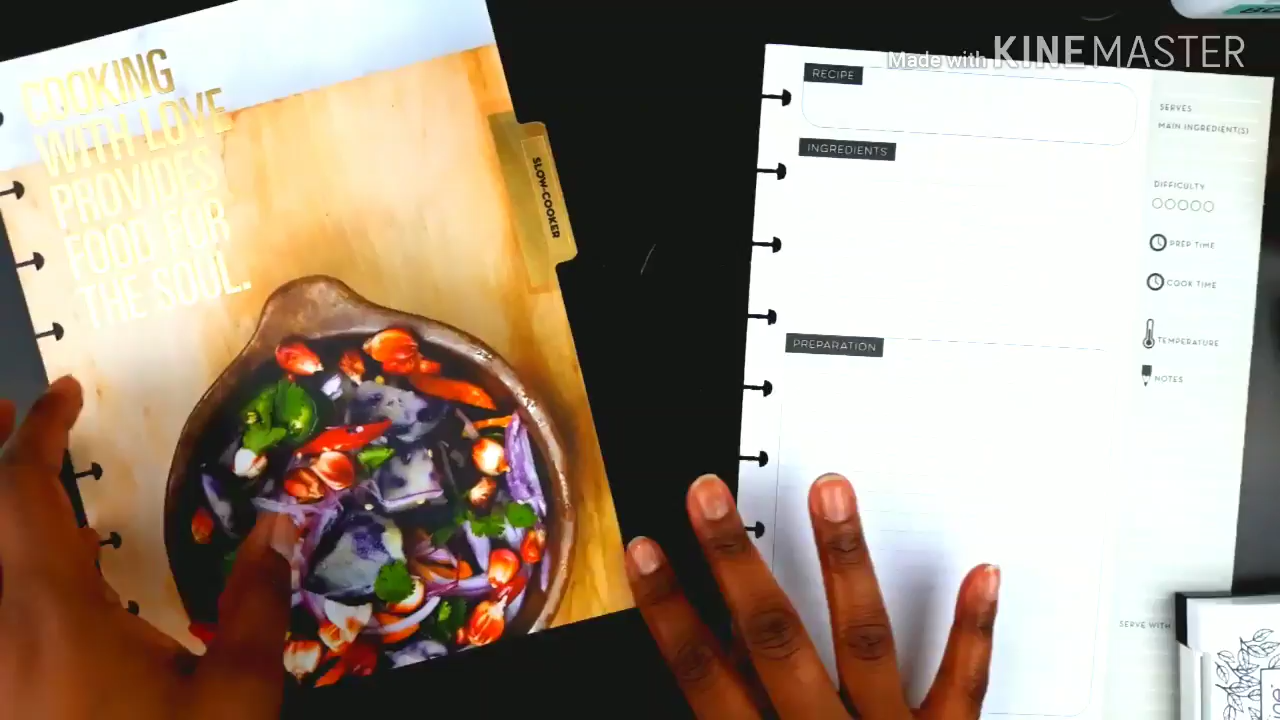 COOKING
WITH LOVE
PROVIDES
FOOD FOR
THE SOUL.
SLOW-COOKER
Made with KINEMASTER
RECIPE
INGREDIENTS
PREPARATION
SERVES
MAIN INGREDIENT(S)
DIFFICULTY
PREP TIME
COOK TIME
TEMPERATURE
NOTES
SERVE WITH